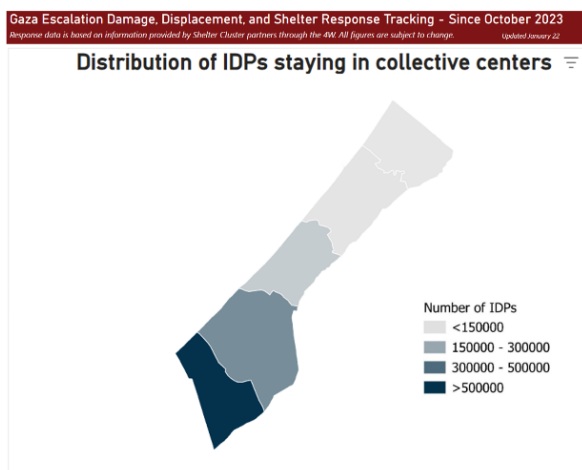 Gaza Escalation Damage, Displacement, and Shelter Response Tracking - Since October 2023
Response data is based on information provided by Shelter Cluster partners through the 4W. All figures are subject to change.
Updated January 22
Distribution of IDPs staying in collective centers
Number of IDPs
<150000
150000 - 300000
300000 - 500000
>500000